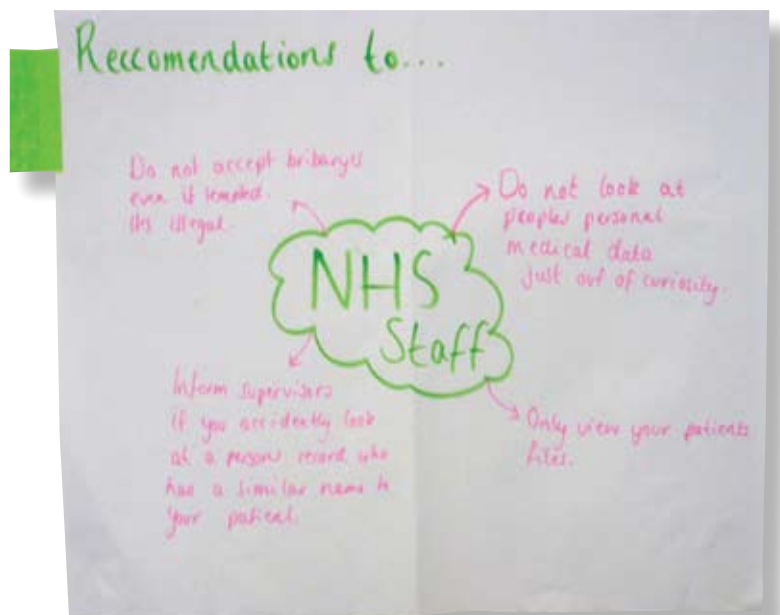 Reccomendations to...
Do not accept bribarys
even if tempted.
Its illegal.
Do not look at
peoples personal
medical data
just out of curiosity.
NHS
Staff
Inform supervisors
if you accidently look
at a persons record who
has a similar name to
your patient.
Only view your patients
files.